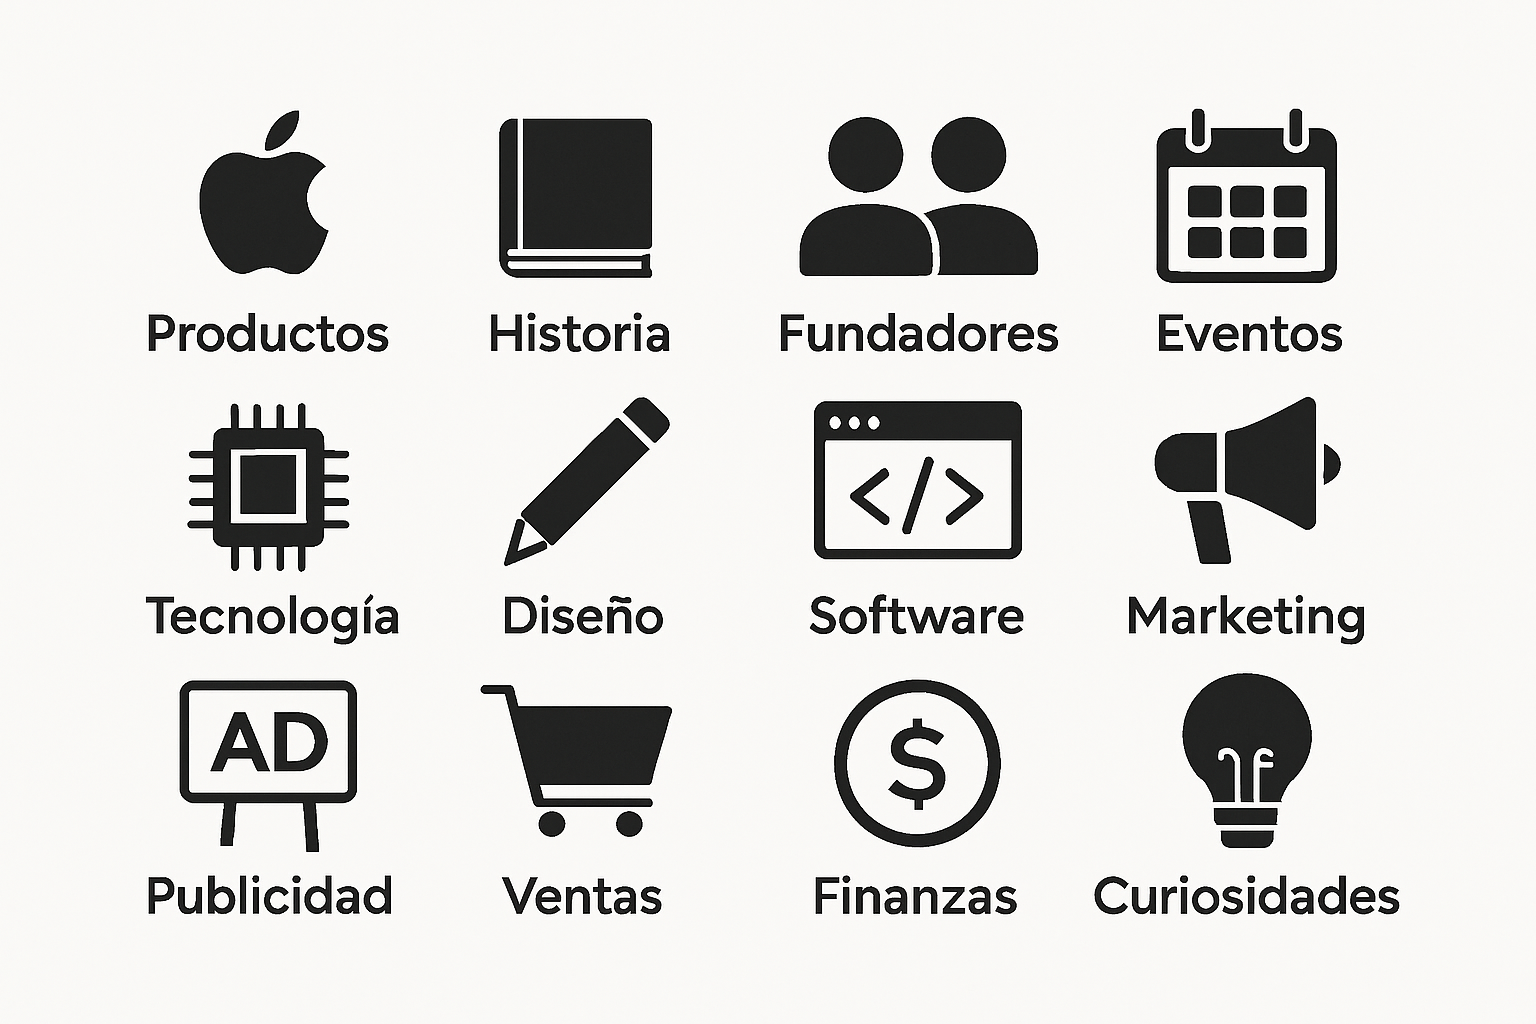 Productos
Historia
Fundadores
Eventos
Tecnología
Diseño
</>
Software
Marketing
AD
Publicidad
Ventas
$
Finanzas
Curiosidades